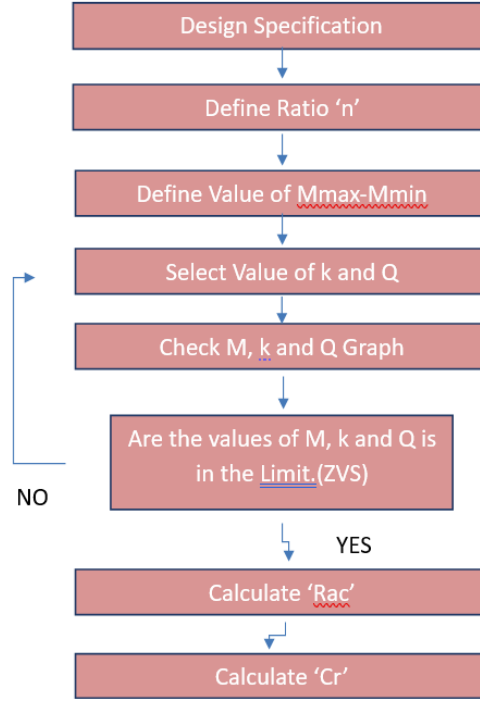 Design Specification
Define Ratio ‘n’
Define Value of Mmax-Mmin
Select Value of k and Q
Check M, k and Q Graph
Are the values of M, k and Q is
in the Limit.(ZVS)
NO
YES
Calculate ‘Rac’
Calculate ‘Cr’